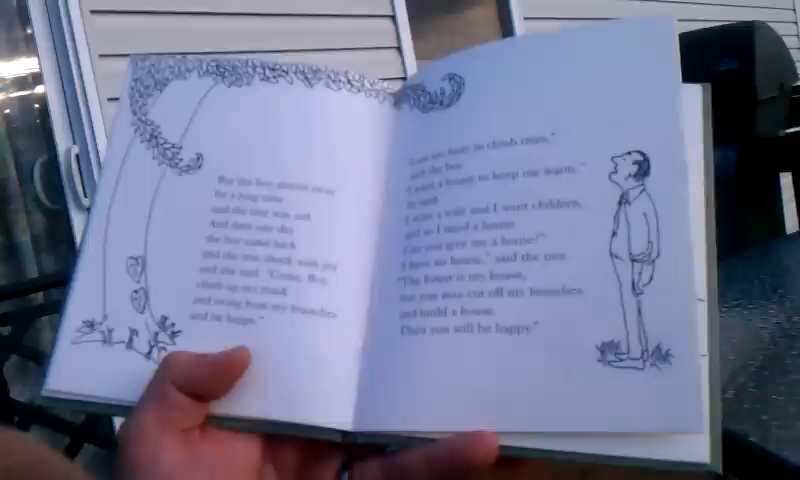 But the boy stayed away
for a long time
and the tree was sad.
And then one day
the boy came back
and the tree shook with joy
and she said, "Come, Boy,
climb up my trunk
and swing from my branches
and be happy."
"I am too busy to climb trees,"
said the boy.
"I want a house to keep me warm,"
he said.
"I want a wife and I want children,
and so I need a house.
Can you give me a house?"
"I have no house," said the tree.
"The forest is my house,
but you may cut off my branches
and build a house.
Then you will be happy."